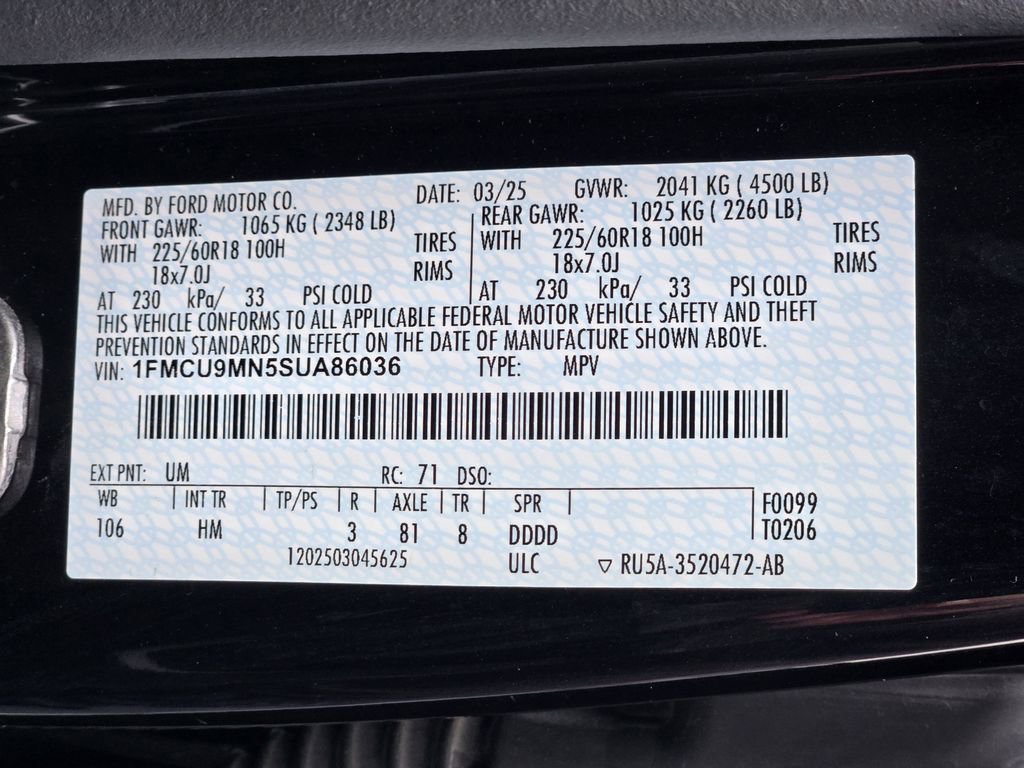 MFD. BY FORD MOTOR CO. DATE: 03/25 GVWR: 2041 KG ( 4500 LB)
FRONT GAWR: 1065 KG ( 2348 LB) REAR GAWR: 1025 KG ( 2260 LB)
WITH 225/60R18 100H TIRES WITH 225/60R18 100H TIRES
18x7.0J RIMS 18x7.0J RIMS
AT 230 kPa/ 33 PSI COLD AT 230 kPa/ 33 PSI COLD
THIS VEHICLE CONFORMS TO ALL APPLICABLE FEDERAL MOTOR VEHICLE SAFETY AND THEFT
PREVENTION STANDARDS IN EFFECT ON THE DATE OF MANUFACTURE SHOWN ABOVE.
VIN: 1FMCU9MN5SUA86036 TYPE: MPV
EXT PNT: UM RC: 71 DSO:
WB INT TR TP/PS R AXLE TR SPR F0099
106 HM 3 81 8 DDDD T0206
1202503045625 ULC ▽ RU5A-3520472-AB